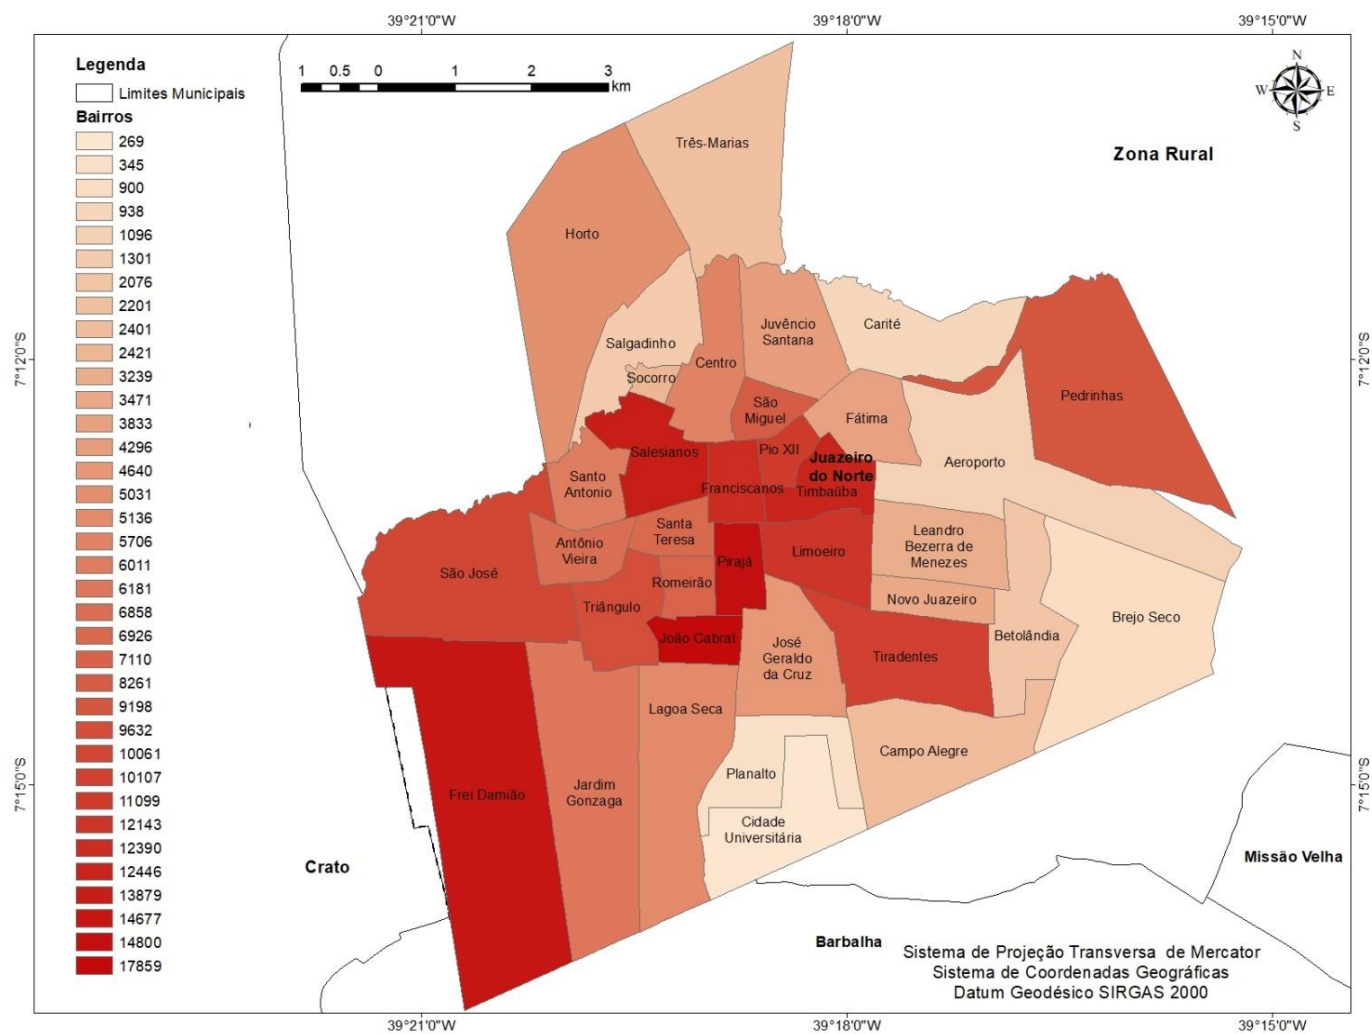 39°21'0"W
39°18'0"W
39°15'0"W
Legenda
Limites Municipais
Bairros
269
345
900
938
1096
1301
2076
2201
2401
2421
3239
3471
3833
4296
4640
5031
5136
5706
6011
6181
6858
6926
7110
8261
9198
9632
10061
10107
11099
12143
12390
12446
13879
14677
14800
17859
1 0.5 0 1 2 3
km
N
W E
S
Zona Rural
Três-Marias
Horto
Salgadinho
Socorro
Centro
Juvêncio
Santana
Carité
Pedrinhas
São
Miguel
Fátima
Aeroporto
Salesianos
Pio XII
Juazeiro
do Norte
Franciscanos
Timbaúba
Santo
Antonio
Santa
Teresa
Antônio
Vieira
Pirajá
Limoeiro
Leandro
Bezerra de
Menezes
São José
Romeirão
Triângulo
Novo Juazeiro
Brejo Seco
João Cabral
José
Geraldo
da Cruz
Tiradentes
Betolândia
Lagoa Seca
Campo Alegre
Planalto
Frei Damião
Jardim
Gonzaga
Cidade
Universitária
Crato
Missão Velha
Barbalha
Sistema de Projeção Transversa de Mercator
Sistema de Coordenadas Geográficas
Datum Geodésico SIRGAS 2000
7°12'0"S
7°12'0"S
7°15'0"S
7°15'0"S
39°21'0"W
39°18'0"W
39°15'0"W